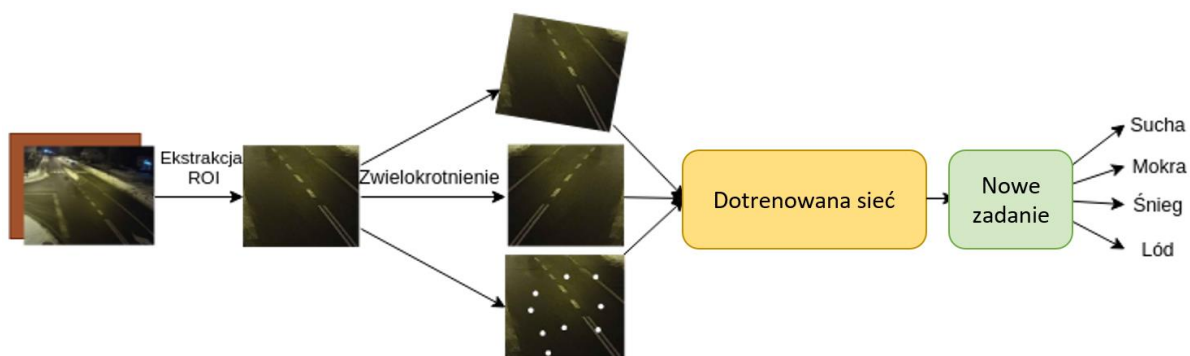 Ekstrakcja
ROI
Zwielokrotnienie
Dotrenowana sieć
Nowe
zadanie
Sucha
Mokra
Śnieg
Lód